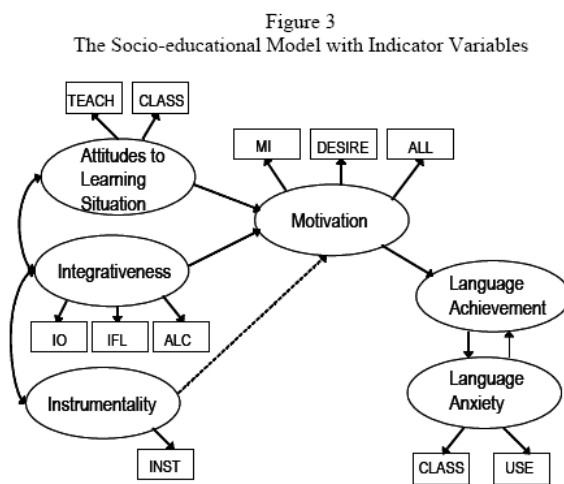 Figure 3
The Socio-educational Model with Indicator Variables
TEACH
CLASS
Attitudes to
Learning
Situation
MI
DESIRE
ALL
Motivation
Integrativeness
IO
IFL
ALC
Language
Achievement
Instrumentality
INST
Language
Anxiety
CLASS
USE